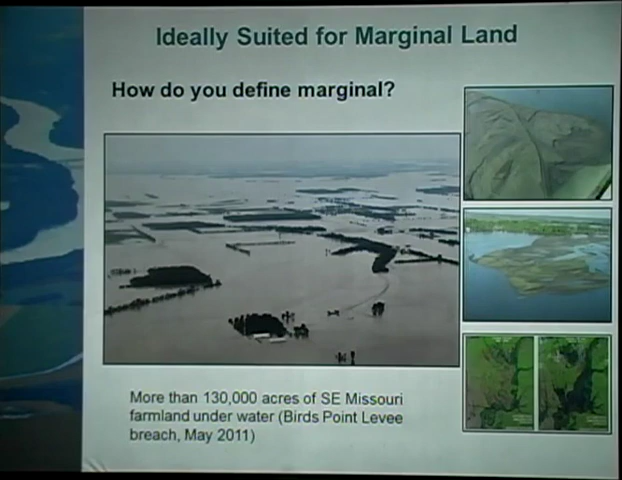 Ideally Suited for Marginal Land
How do you define marginal?
More than 130,000 acres of SE Missouri
farmland under water (Birds Point Levee
breach, May 2011)